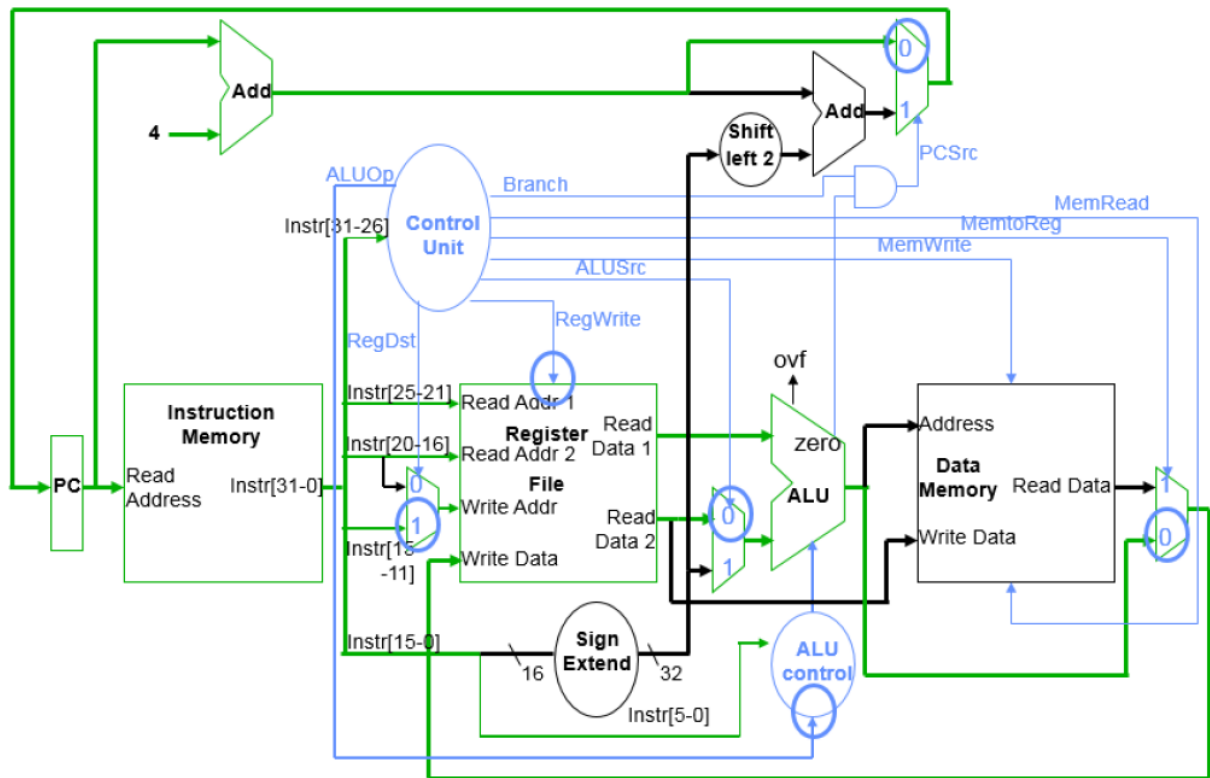 0
Add
4
Add
1
Shift
left 2
PCSrc
ALUOp
Branch
MemRead
Instr[31-26]
Control
Unit
MemtoReg
MemWrite
ALUSrc
RegWrite
RegDst
ovf
Instruction
Memory
Instr[25-21]
Read Addr 1
Register
Read
Data 1
zero
Address
Instr[20-16]
Read Addr 2
PC
Read
Address
Instr[31-0]
0
File
ALU
Data
Memory
Read Data
1
Write Addr
1
Read
Data 2
0
Write Data
0
Instr[15
-11]
Write Data
1
Instr[15-0]
Sign
Extend
16
32
ALU
control
Instr[5-0]